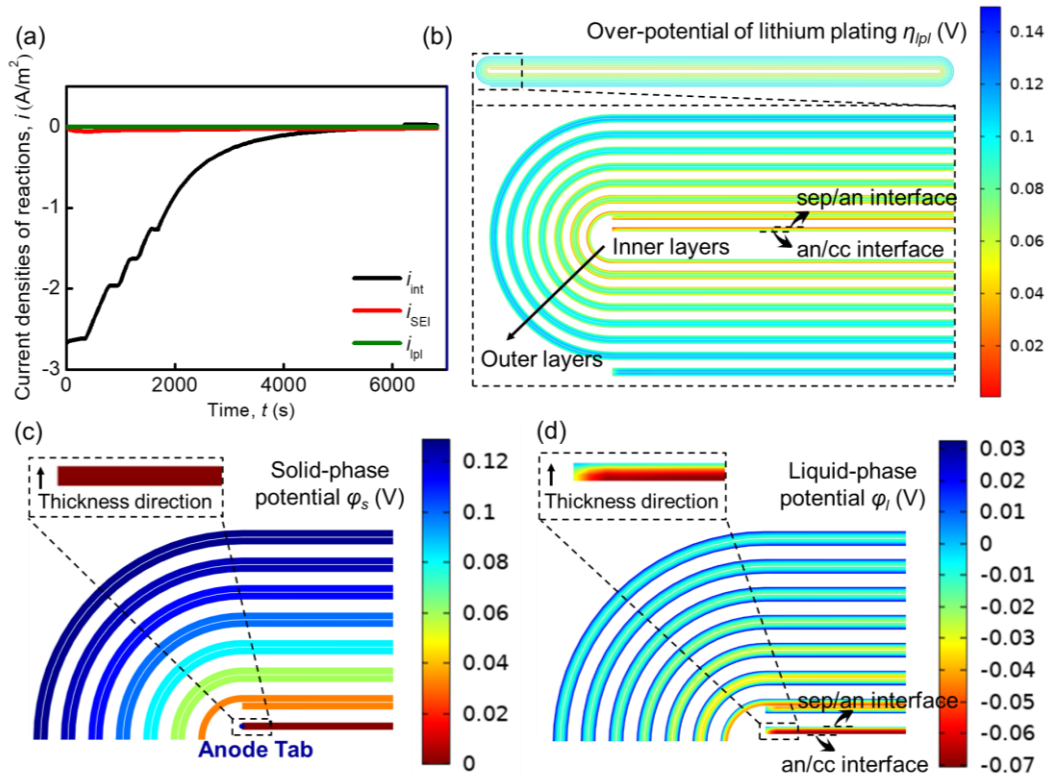 (a)
Current densities of reactions, i (A/m²)
0
-1
-2
-3
0
2000
4000
6000
Time, t (s)
i_int
i_SEI
i_lpl
(b)
Over-potential of lithium plating η_lpl (V)
sep/an interface
an/cc interface
Inner layers
Outer layers
0.14
0.12
0.10
0.08
0.06
0.04
0.02
(c)
Thickness direction
Solid-phase
potential φ_s (V)
Anode Tab
0.12
0.1
0.08
0.06
0.04
0.02
0
(d)
Thickness direction
Liquid-phase
potential φ_l (V)
sep/an interface
an/cc interface
0.03
0.02
0.01
0
-0.01
-0.02
-0.03
-0.04
-0.05
-0.06
-0.07